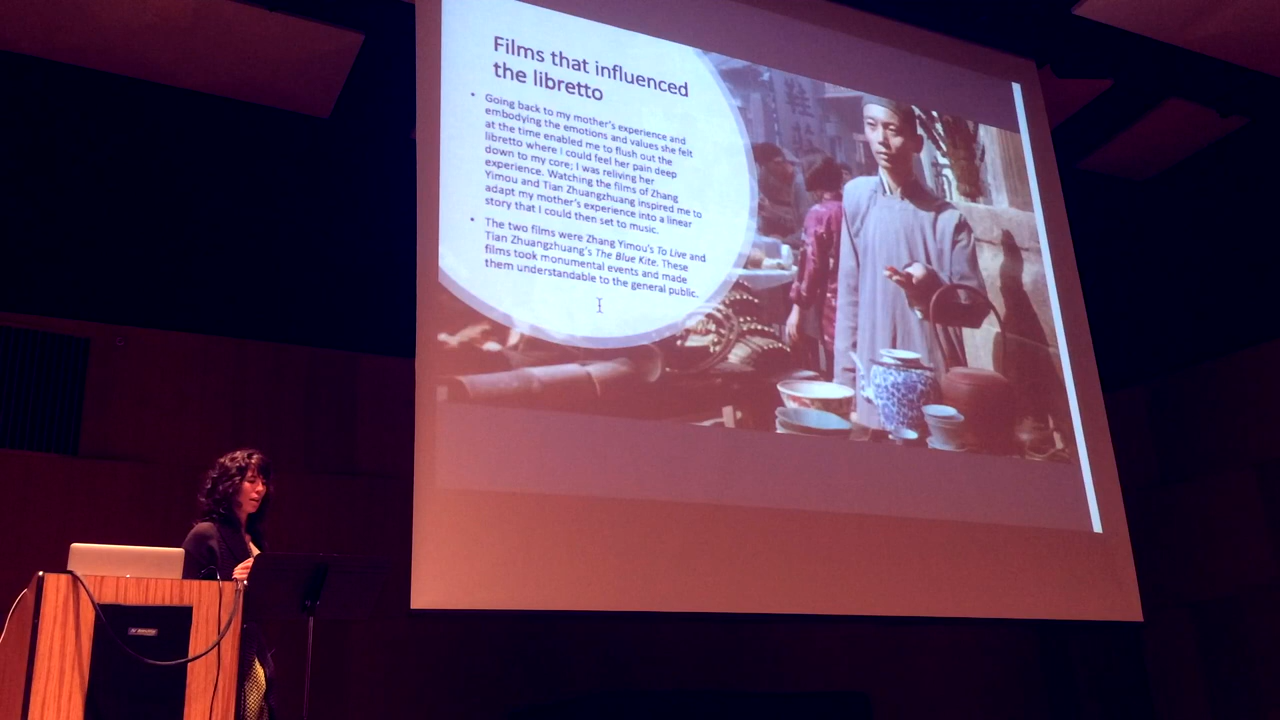 Films that influenced
the libretto
• Going back to my mother's experience and
embodying the emotions and values she felt
at the time enabled me to flush out the
libretto where I could feel her pain deep
down to my core; I was reliving her
experience. Watching the films of Zhang
Yimou and Tian Zhuangzhuang inspired me to
adapt my mother's experience into a linear
story that I could then set to music.
• The two films were Zhang Yimou's To Live and
Tian Zhuangzhuang's The Blue Kite. These
films took monumental events and made
them understandable to the general public.
鞋